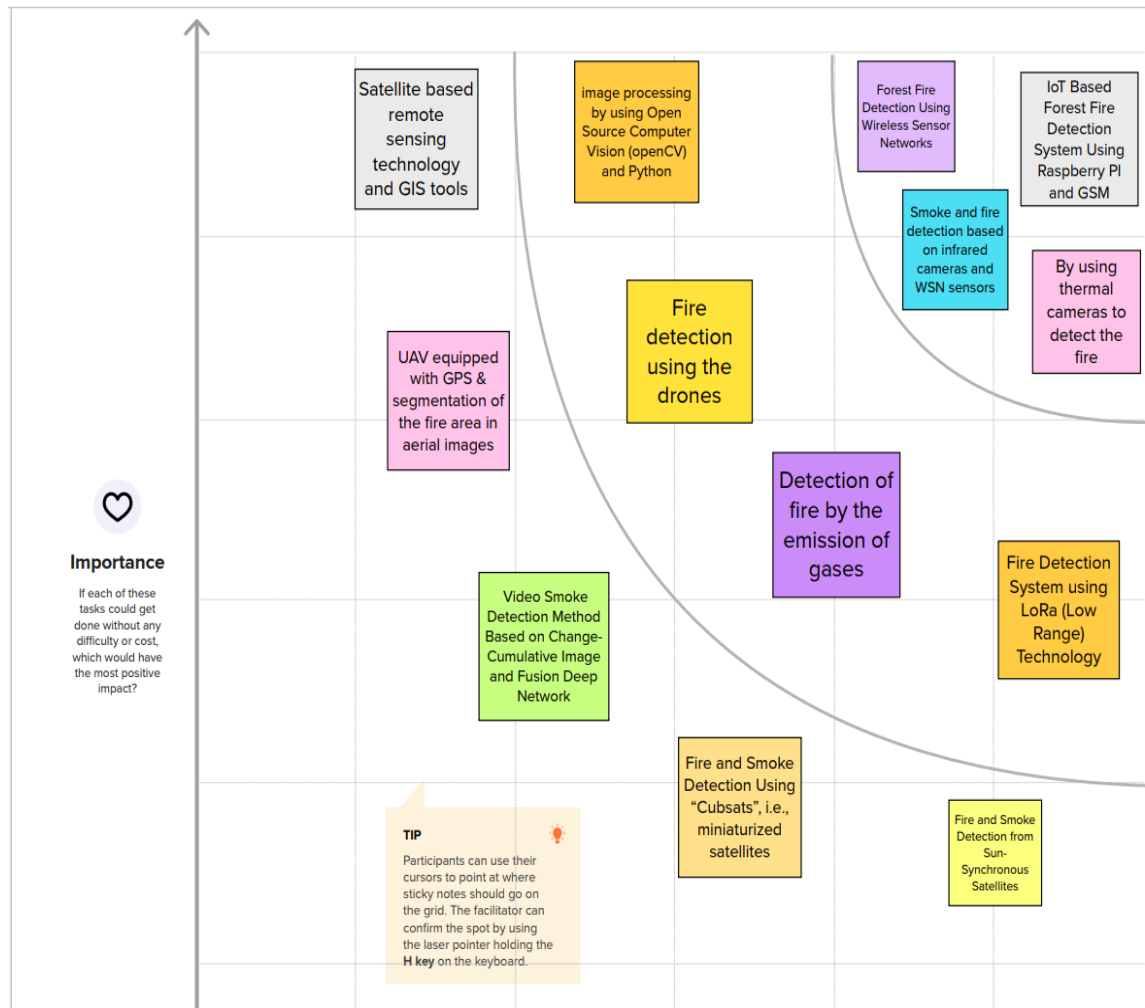 Satellite based
remote
sensing
technology
and GIS tools
image processing
by using Open
Source Computer
Vision (openCV)
and Python
Forest Fire
Detection Using
Wireless Sensor
Networks
IoT Based
Forest Fire
Detection
System Using
Raspberry PI
and GSM
Smoke and fire
detection based
on infrared
cameras and
WSN sensors
By using
thermal
cameras to
detect the
fire
Fire
detection
using the
drones
UAV equipped
with GPS &
segmentation of
the fire area in
aerial images
Detection of
fire by the
emission of
gases
Importance
If each of these
tasks could get
done without any
difficulty or cost,
which would have
the most positive
impact?
Fire Detection
System using
LoRa (Low
Range)
Technology
Video Smoke
Detection Method
Based on Change-
Cumulative Image
and Fusion Deep
Network
Fire and Smoke
Detection Using
“Cubsats”, i.e.,
miniaturized
satellites
Fire and Smoke
Detection from
Sun-
Synchronous
Satellites
TIP
Participants can use their
cursors to point at where
sticky notes should go on
the grid. The facilitator can
confirm the spot by using
the laser pointer holding the
H key on the keyboard.